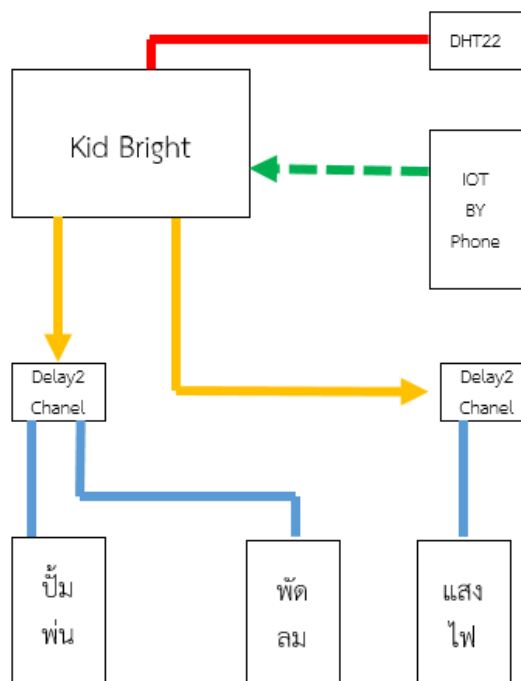 DHT22
Kid Bright
IOT
BY
Phone
Delay2
Chanel
Delay2
Chanel
ปั้ม
พ่น
พัด
ลม
แสง
ไฟ